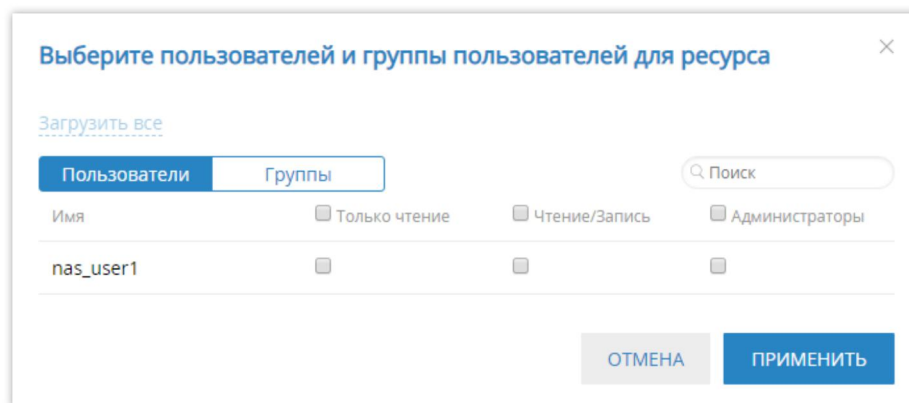 Выберите пользователей и группы пользователей для ресурса
Загрузить все
Пользователи Группы Поиск
Имя Только чтение Чтение/Запись Администраторы
nas_user1
ОТМЕНА ПРИМЕНИТЬ